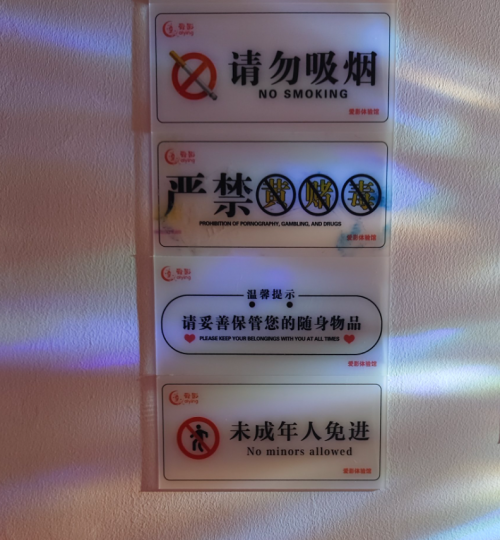 请勿吸烟
NO SMOKING
严禁黄赌毒
PROHIBITION OF PORNOGRAPHY, GAMBLING, AND DRUGS
温馨提示
请妥善保管您的随身物品
PLEASE KEEP YOUR BELONGINGS WITH YOU AT ALL TIMES
未成年人免进
No minors allowed